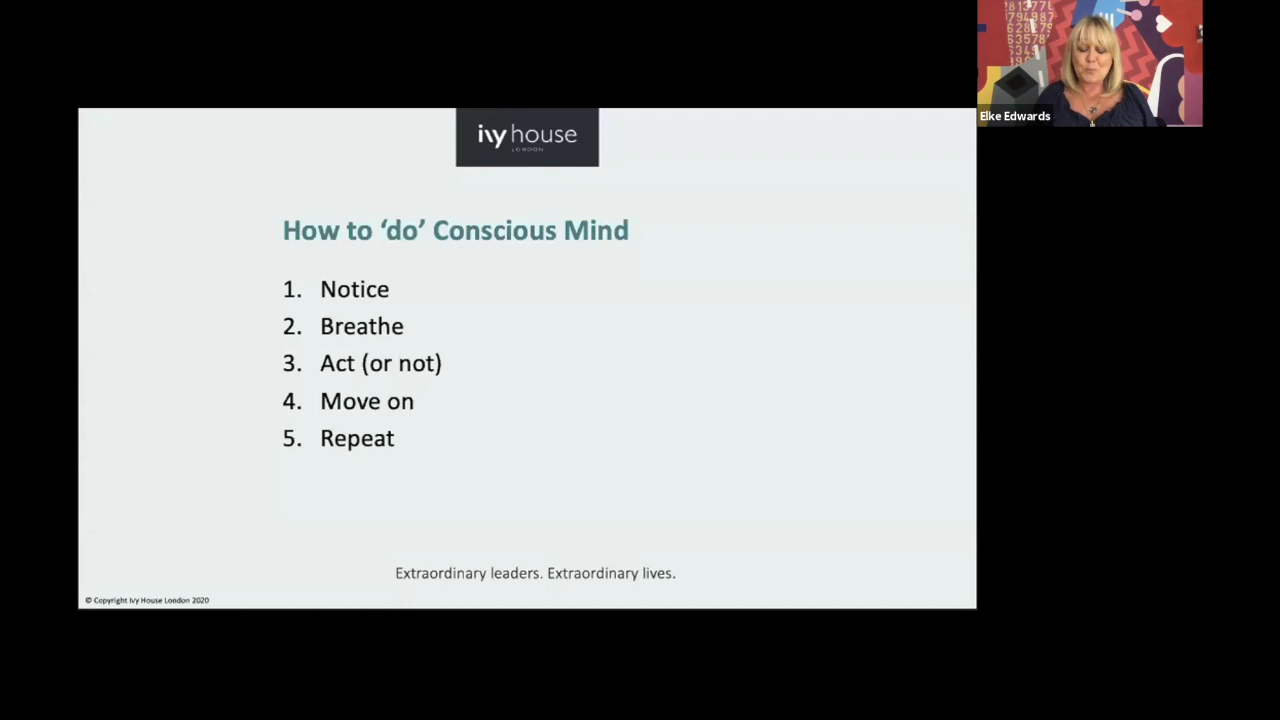 ivy house
LONDON
How to ‘do’ Conscious Mind
1. Notice
2. Breathe
3. Act (or not)
4. Move on
5. Repeat
Extraordinary leaders. Extraordinary lives.
© Copyright Ivy House London 2020
Elke Edwards